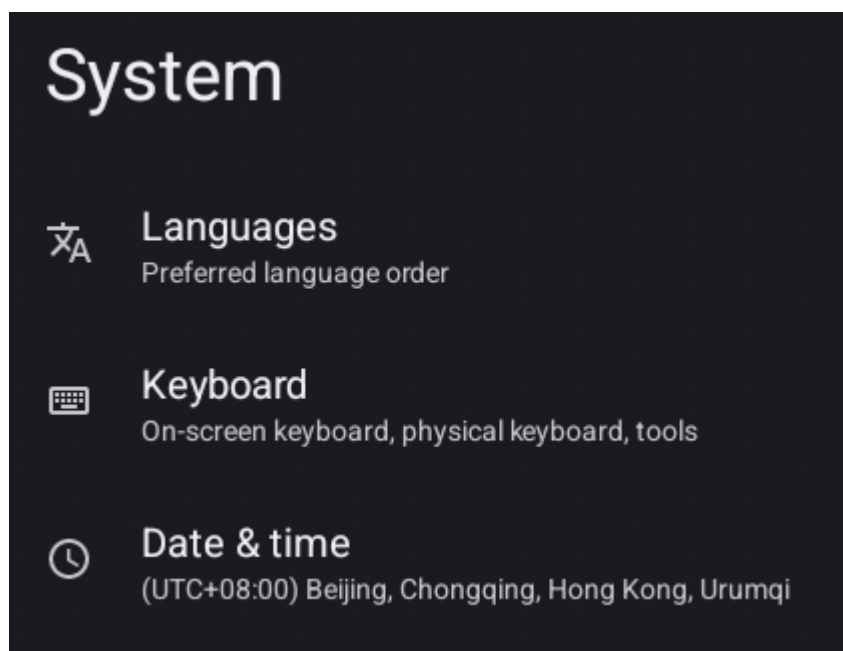 System
Languages
Preferred language order
Keyboard
On-screen keyboard, physical keyboard, tools
Date & time
(UTC+08:00) Beijing, Chongqing, Hong Kong, Urumqi